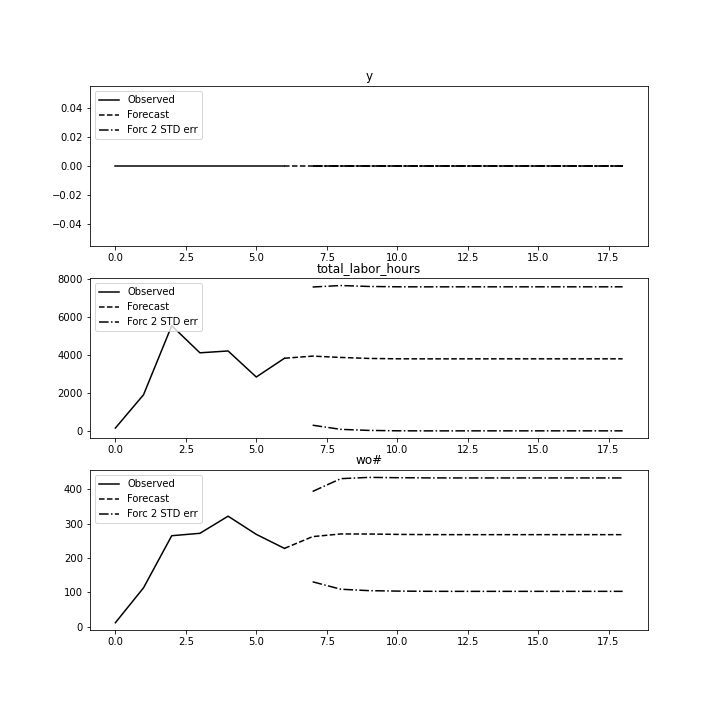 y
Observed
Forecast
Forc 2 STD err
0.04
0.02
0.00
−0.02
−0.04
0.0 2.5 5.0 7.5 10.0 12.5 15.0 17.5
total_labor_hours
Observed
Forecast
Forc 2 STD err
8000
6000
4000
2000
0
0.0 2.5 5.0 7.5 10.0 12.5 15.0 17.5
wo#
Observed
Forecast
Forc 2 STD err
400
300
200
100
0
0.0 2.5 5.0 7.5 10.0 12.5 15.0 17.5